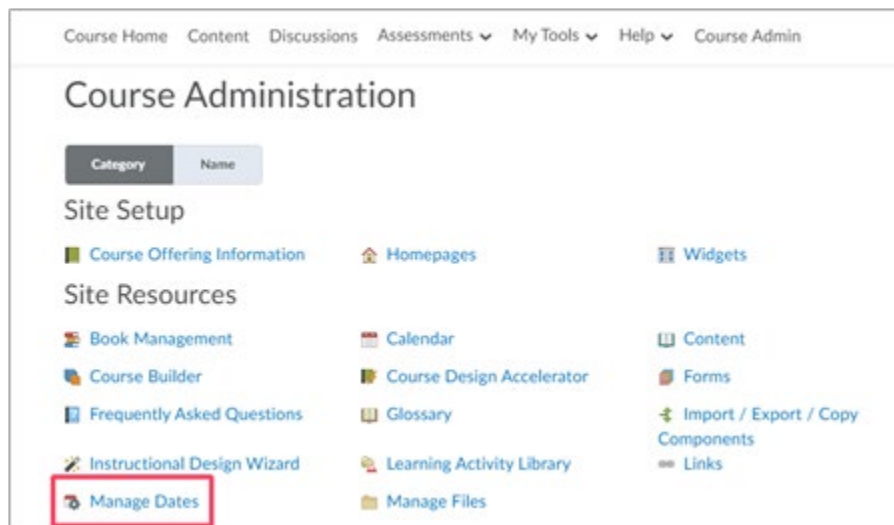 Course Home Content Discussions Assessments My Tools Help Course Admin
Course Administration
Category Name
Site Setup
Course Offering Information Homepages Widgets
Site Resources
Book Management Calendar Content
Course Builder Course Design Accelerator Forms
Frequently Asked Questions Glossary Import / Export / Copy
Components
Instructional Design Wizard Learning Activity Library Links
Manage Dates Manage Files